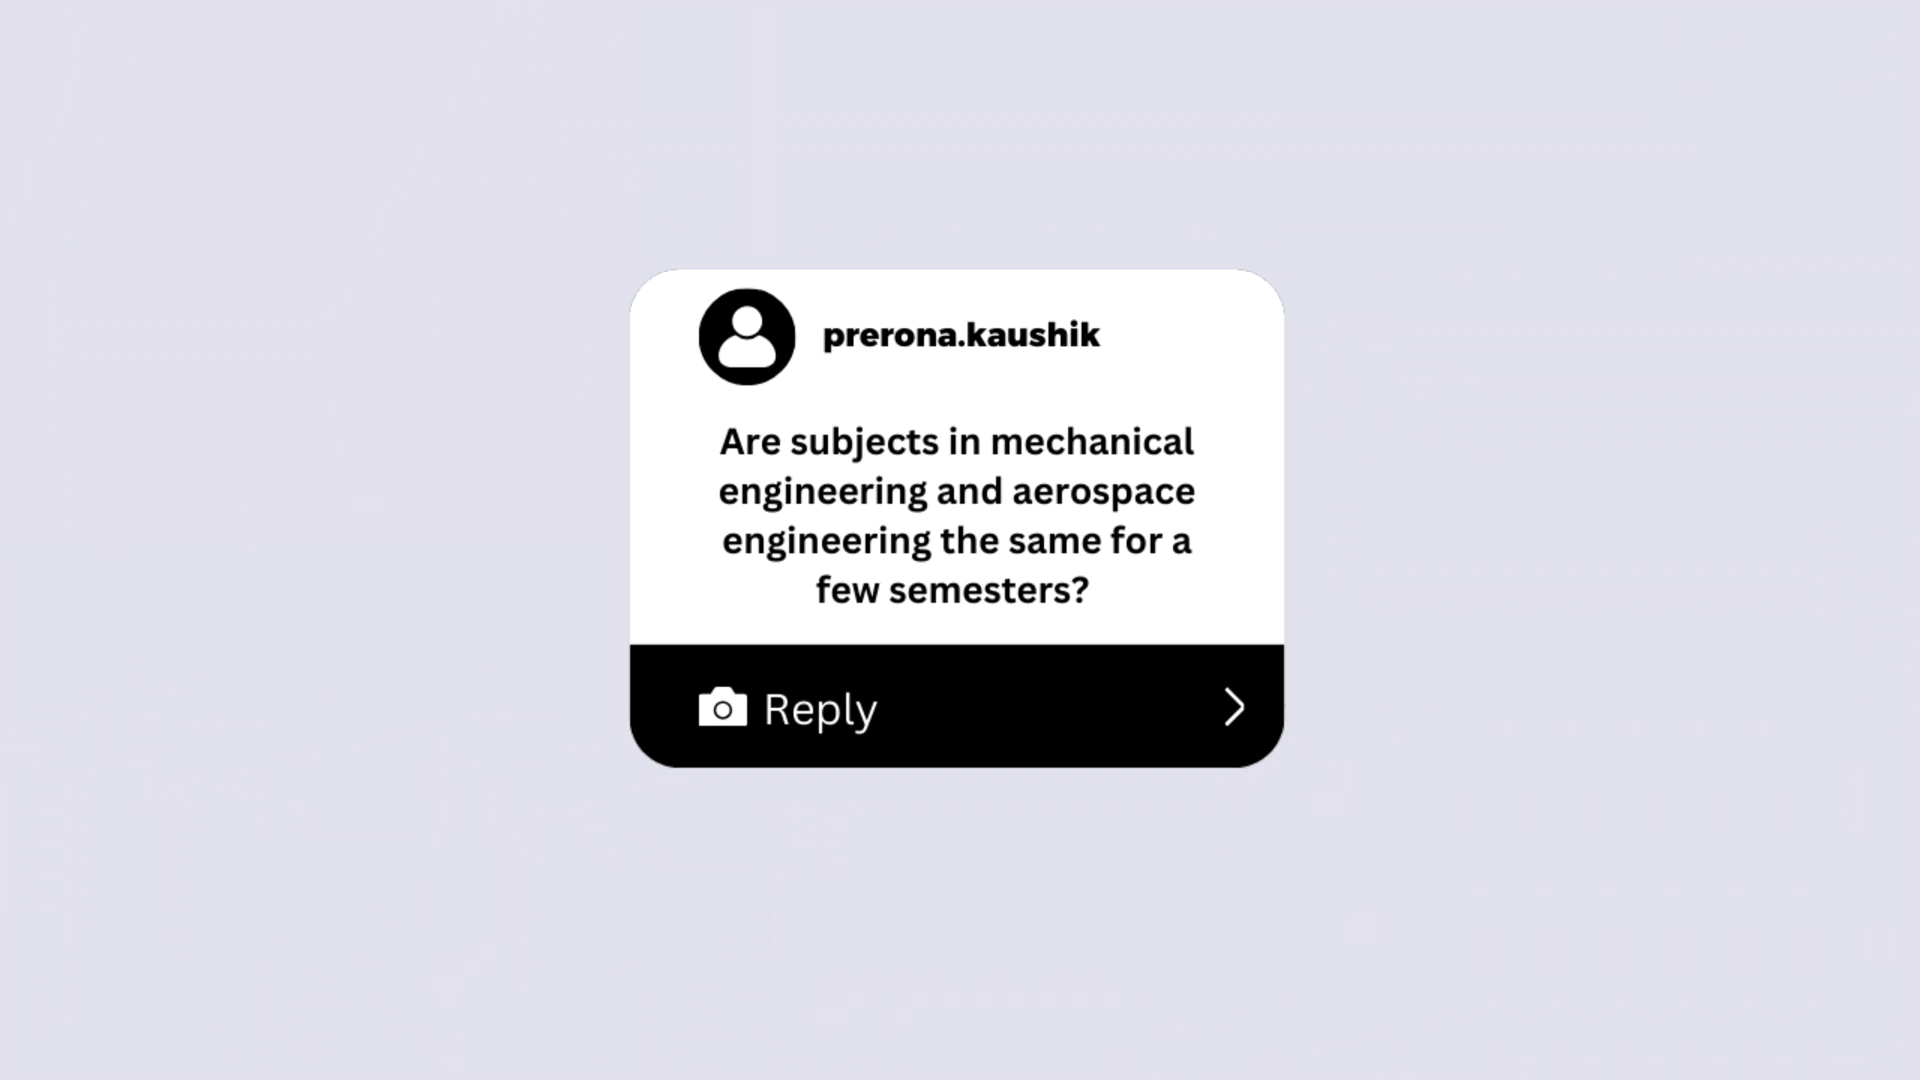 prerona.kaushik
Are subjects in mechanical
engineering and aerospace
engineering the same for a
few semesters?
Reply